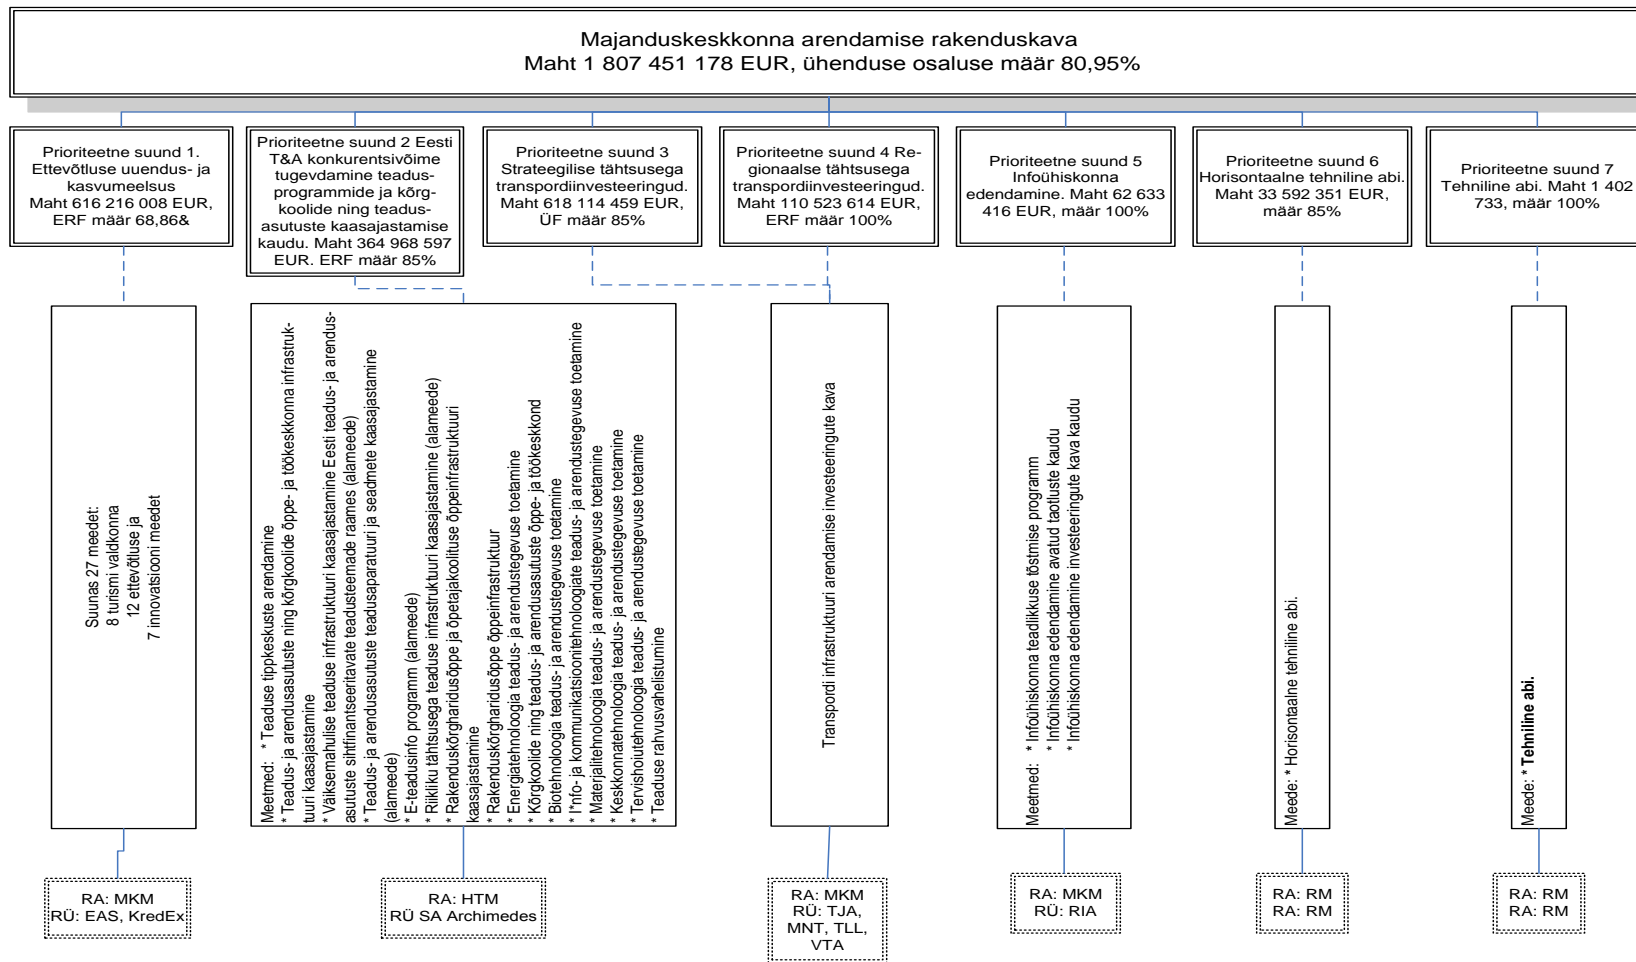 Majanduskeskkonna arendamise rakenduskava
Maht 1 807 451 178 EUR, ühenduse osaluse määr 80,95%
Prioriteetne suund 1.
Ettevõtluse uuendus- ja
kasvumeelsus
Maht 616 216 008 EUR,
ERF määr 68,86&
Prioriteetne suund 2 Eesti
T&A konkurentsivõime
tugevdamine teadus-
programmide ja kõrg-
koolide ning teadus-
asutuste kaasajastamise
kaudu. Maht 364 968 597
EUR. ERF määr 85%
Prioriteetne suund 3
Strateegilise tähtsusega
transpordiinvesteeringud.
Maht 618 114 459 EUR,
ÜF määr 85%
Prioriteetne suund 4 Re-
gionaalse tähtsusega
transpordiinvesteeringud.
Maht 110 523 614 EUR,
ERF määr 100%
Prioriteetne suund 5
Infoühiskonna
edendamine. Maht 62 633
416 EUR, määr 100%
Prioriteetne suund 6
Horisontaalne tehniline abi.
Maht 33 592 351 EUR,
määr 85%
Prioriteetne suund 7
Tehniline abi. Maht 1 402
733, määr 100%
Suunas 27 meedet:
8 turismi valdkonna
12 ettevõtluse ja
7 innovatsiooni meedet
Meetmed: * Teaduse tippkeskuste arendamine
* Teadus- ja arendusasutuste ning kõrgkoolide õppe- ja töökeskkonna infrastruk-
tuuri kaasajastamine
* Väiksemahulise teaduse infrastruktuuri kaasajastamine Eesti teadus- ja arendus-
asutuste sihtfinantseeritavate teadusteemade raames (alameede)
* Teadus- ja arendusasutuste teadusaparatuuri ja seadmete kaasajastamine
(alameede)
* E-teadusinfo programm (alameede)
* Riikliku tähtsusega teaduse infrastruktuuri kaasajastamine (alameede)
* Rakenduskõrgharidusõppe ja õpetajakoolituse õppeinfrastruktuuri
kaasajastamine
* Rakenduskõrgharidusõppe õppeinfrastruktuur
* Energiatehnoloogia teadus- ja arendustegevuse toetamine
* Kõrgkoolide ning teadus- ja arendusasutuste õppe- ja töökeskkond
* Biotehnoloogia teadus- ja arendustegevuse toetamine
* I*nfo- ja kommunikatsioonitehnoloogiate teadus- ja arendustegevuse toetamine
* Materjalitehnoloogia teadus- ja arendustegevuse toetamine
* Keskkonnatehnoloogia teadus- ja arendustegevuse toetamine
* Tervishoiutehnoloogia teadus- ja arendustegevuse toetamine
* Teaduse rahvusvahelistumine
Transpordi infrastruktuuri arendamise investeeringute kava
Meetmed: * Infoühiskonna teadlikkuse tõstmise programm
* Infoühiskonna edendamine avatud taotluste kaudu
* Infoühiskonna edendamine investeeringute kava kaudu
Meede: * Horisontaalne tehniline abi.
Meede: * Tehniline abi.
RA: MKM
RÜ: EAS, KredEx
RA: HTM
RÜ SA Archimedes
RA: MKM
RÜ: TJA,
MNT, TLL,
VTA
RA: MKM
RÜ: RIA
RA: RM
RA: RM
RA: RM
RA: RM